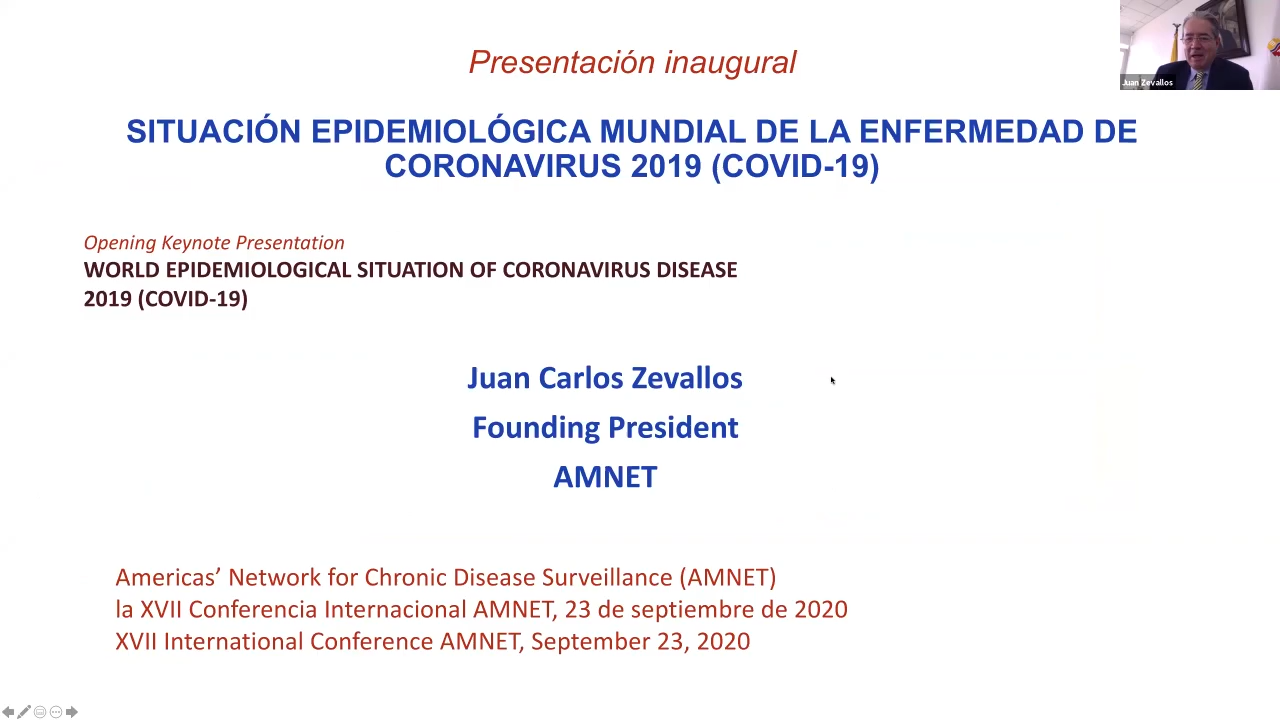 Presentación inaugural
Juan Zevallos
SITUACIÓN EPIDEMIOLÓGICA MUNDIAL DE LA ENFERMEDAD DE
CORONAVIRUS 2019 (COVID-19)
Opening Keynote Presentation
WORLD EPIDEMIOLOGICAL SITUATION OF CORONAVIRUS DISEASE
2019 (COVID-19)
Juan Carlos Zevallos
Founding President
AMNET
Americas’ Network for Chronic Disease Surveillance (AMNET)
la XVII Conferencia Internacional AMNET, 23 de septiembre de 2020
XVII International Conference AMNET, September 23, 2020